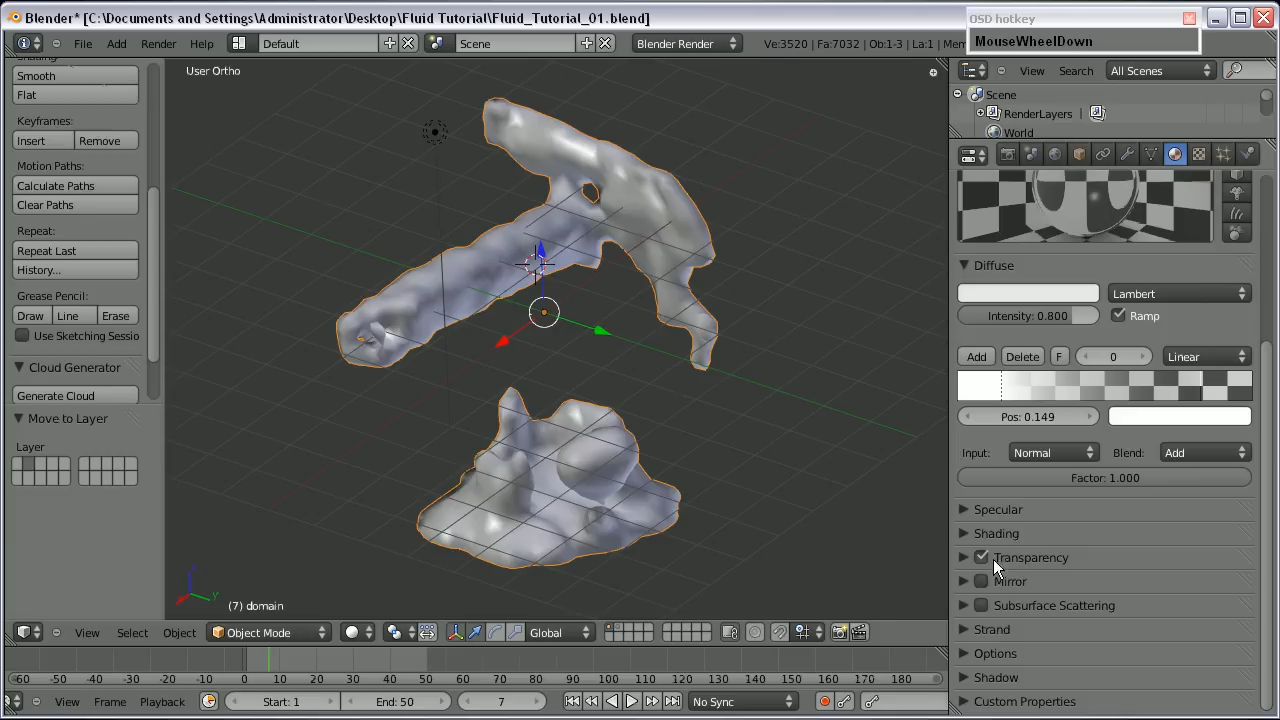 Blender* [C:\Documents and Settings\Administrator\Desktop\Fluid Tutorial\Fluid_Tutorial_01.blend]
OSD hotkey
MouseWheelDown
File Add Render Help Default Scene Blender Render Ve:3520 | Fa:7032 | Ob:1-3 | La:1 | Mem
View Search All Scenes
Smooth
Flat
Keyframes:
Insert Remove
Motion Paths:
Calculate Paths
Clear Paths
Repeat:
Repeat Last
History...
Grease Pencil:
Draw Line Erase
Use Sketching Sessio
Cloud Generator
Generate Cloud
Move to Layer
Layer
User Ortho
(7) domain
x
y
z
Scene
RenderLayers |
World
Diffuse
Lambert
Intensity: 0.800 Ramp
Add Delete F 0 Linear
Pos: 0.149
Input: Normal Blend: Add
Factor: 1.000
Specular
Shading
Transparency
Mirror
Subsurface Scattering
Strand
Options
Shadow
Custom Properties
View Select Object Object Mode Global
-60 -50 -40 -30 -20 -10 0 10 20 30 40 50 60 70 80 90 100 110 120 130 140 150 160 170 180
View Frame Playback Start: 1 End: 50 7 No Sync